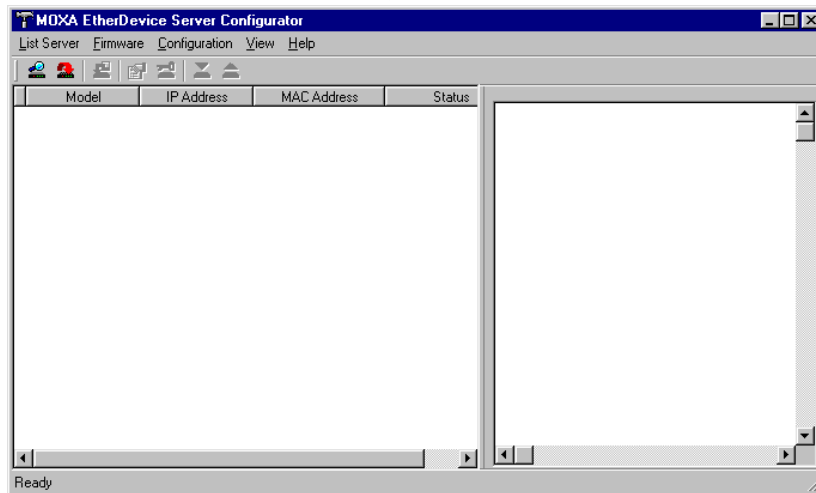 MOXA EtherDevice Server Configurator
List Server Firmware Configuration View Help
Model IP Address MAC Address Status
Ready